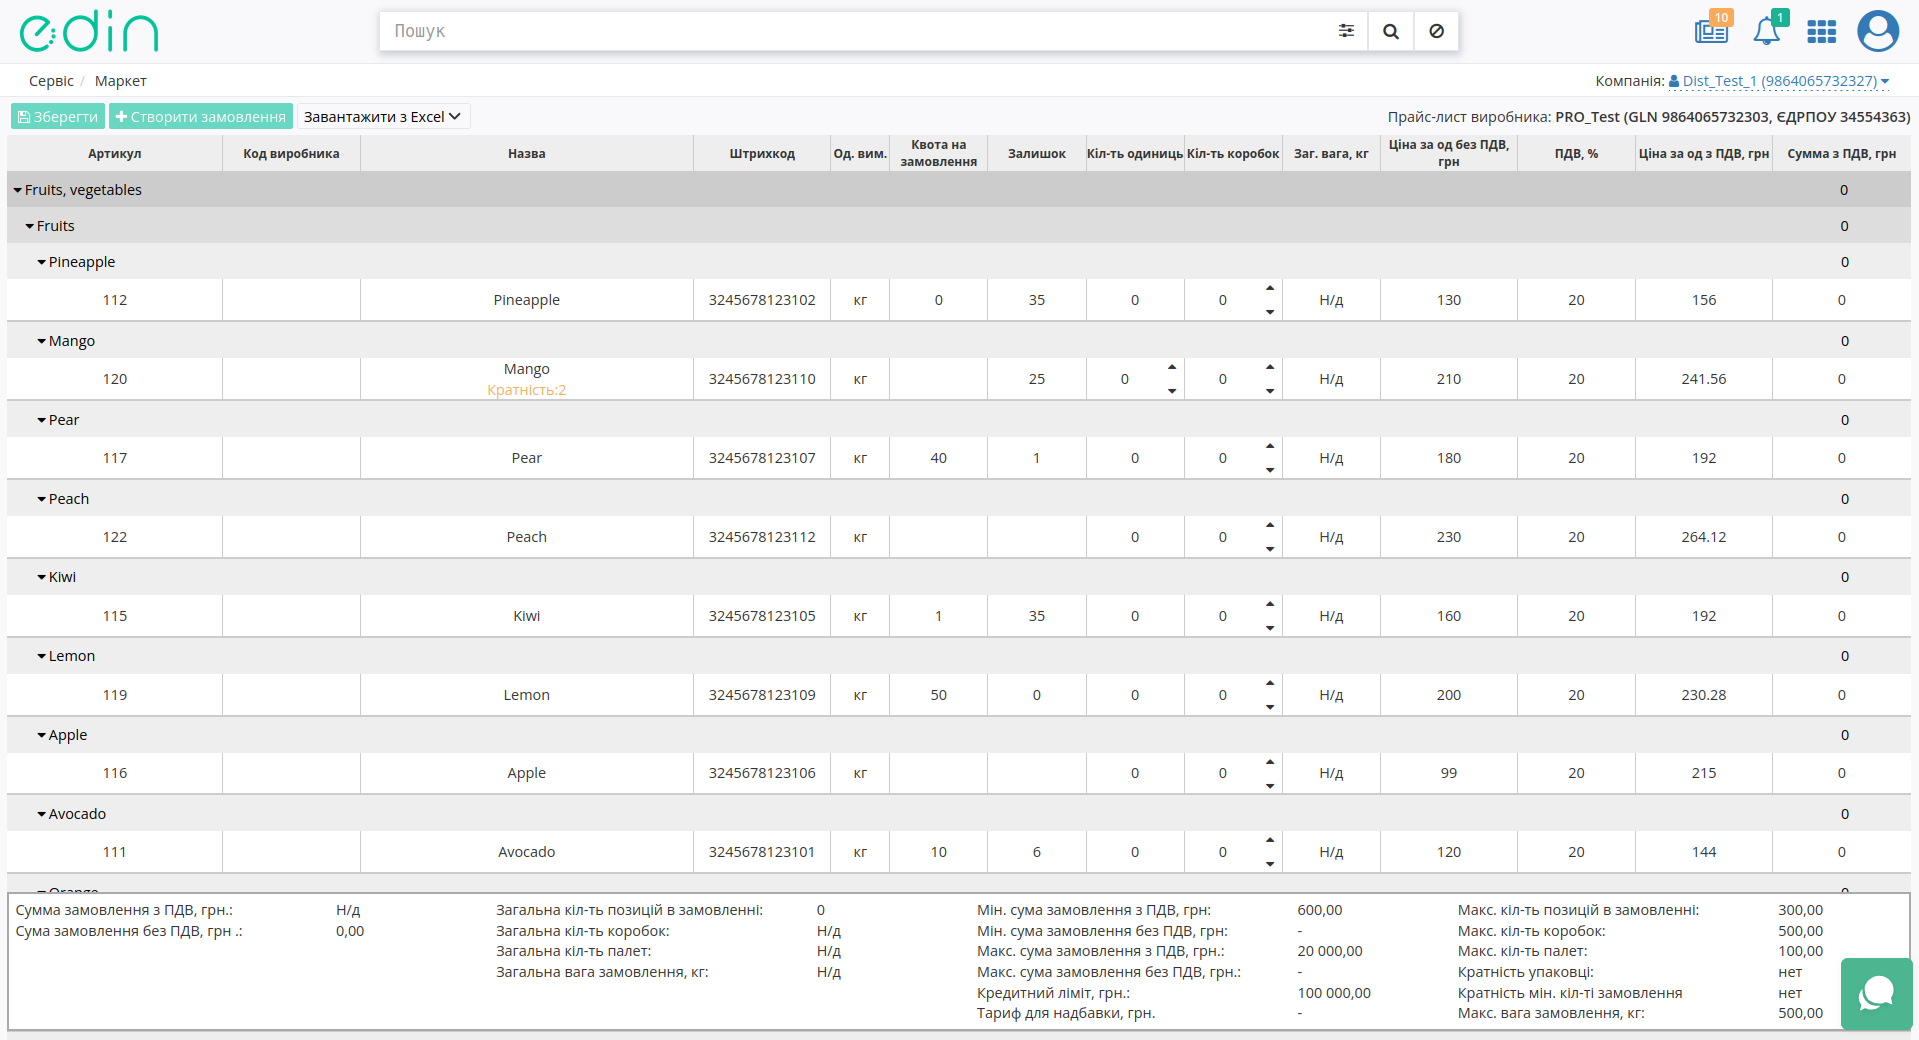 edin
Пошук
10
1
Сервіс / Маркет
Компанія: Dist_Test_1 (9864065732327)
Зберегти Створити замовлення Завантажити з Excel Прайс-лист виробника: PRO_Test (GLN 9864065732303, ЄДРПОУ 34554363)
Артикул Код виробника Назва Штрихкод Од. вим. Квота на замовлення Залишок Кіл-ть одиниць Кіл-ть коробок Заг. вага, кг Ціна за од без ПДВ, грн ПДВ, % Ціна за од з ПДВ, грн Сумма з ПДВ, грн
Fruits, vegetables 0
Fruits 0
Pineapple 0
112 Pineapple 3245678123102 кг 0 35 0 0 Н/д 130 20 156 0
Mango 0
120 Mango 3245678123110 кг 25 0 0 Н/д 210 20 241.56 0
Кратність:2
Pear 0
117 Pear 3245678123107 кг 40 1 0 0 Н/д 180 20 192 0
Peach 0
122 Peach 3245678123112 кг 0 0 Н/д 230 20 264.12 0
Kiwi 0
115 Kiwi 3245678123105 кг 1 35 0 0 Н/д 160 20 192 0
Lemon 0
119 Lemon 3245678123109 кг 50 0 0 0 Н/д 200 20 230.28 0
Apple 0
116 Apple 3245678123106 кг 0 0 Н/д 99 20 215 0
Avocado 0
111 Avocado 3245678123101 кг 10 6 0 0 Н/д 120 20 144 0
Orange 0
Сумма замовлення з ПДВ, грн.: Н/д
Сума замовлення без ПДВ, грн .: 0,00
Загальна кіл-ть позицій в замовленні: 0
Загальна кіл-ть коробок: Н/д
Загальна кіл-ть палет: Н/д
Загальна вага замовлення, кг: Н/д
Мін. сума замовлення з ПДВ, грн: 600,00
Мін. сума замовлення без ПДВ, грн: -
Макс. сума замовлення з ПДВ, грн.: 20 000,00
Макс. сума замовлення без ПДВ, грн.: -
Кредитний ліміт, грн.: 100 000,00
Тариф для надбавки, грн. -
Макс. кіл-ть позицій в замовленні: 300,00
Макс. кіл-ть коробок: 500,00
Макс. кіл-ть палет: 100,00
Кратність упаковці: нет
Кратність мін. кіл-ті замовлення нет
Макс. вага замовлення, кг: 500,00